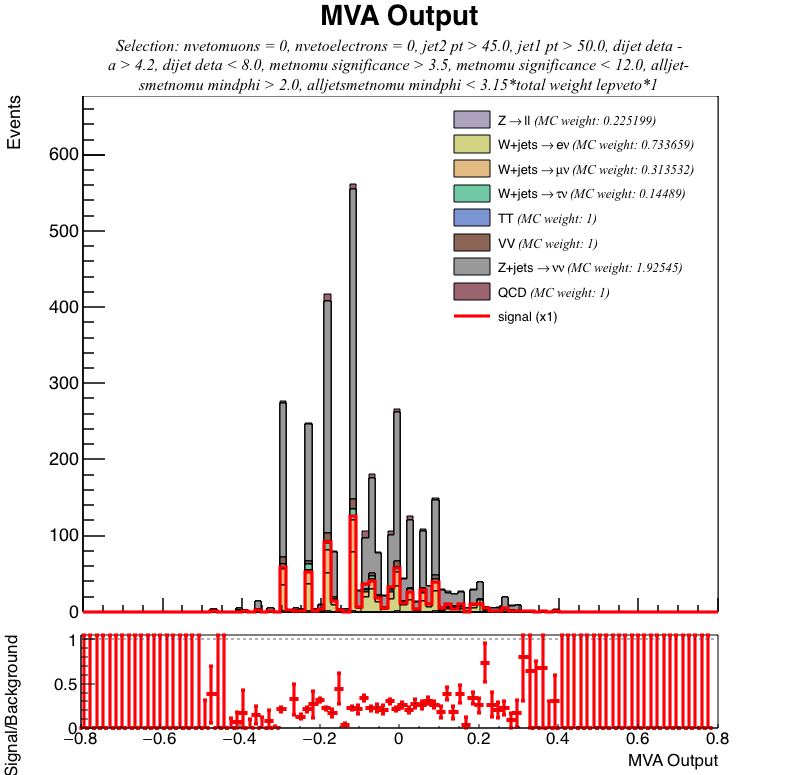 MVA Output
Selection: nvetomuons = 0, nvetoelectrons = 0, jet2 pt > 45.0, jet1 pt > 50.0, dijet deta -
a > 4.2, dijet deta < 8.0, metnomu significance > 3.5, metnomu significance < 12.0, alljet-
smetnomu mindphi > 2.0, alljetsmetnomu mindphi < 3.15*total weight lepveto*1
Events
600
500
400
300
200
100
0
Z→ll (MC weight: 0.225199)
W+jets→eν (MC weight: 0.733659)
W+jets→μν (MC weight: 0.313532)
W+jets→τν (MC weight: 0.14489)
TT (MC weight: 1)
VV (MC weight: 1)
Z+jets→νν (MC weight: 1.92545)
QCD (MC weight: 1)
signal (x1)
Signal/Background
1
0.5
0
−0.8 −0.6 −0.4 −0.2 0 0.2 0.4 0.6 0.8
MVA Output